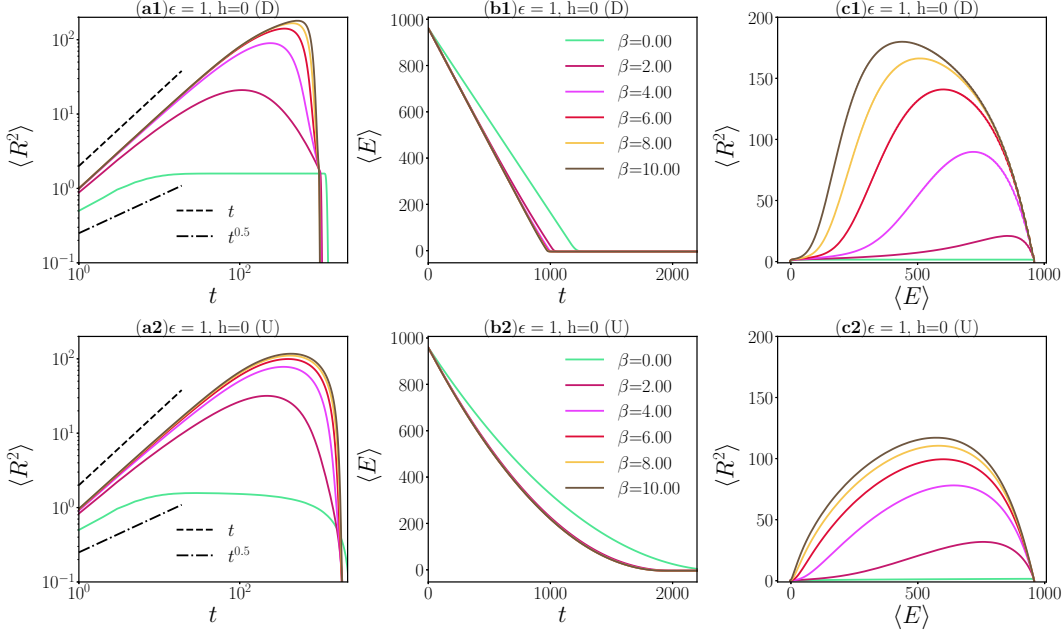 (a1)ϵ = 1, h=0 (D)
⟨R²⟩
10²
10¹
10⁰
10⁻¹
10⁰
10²
t
t
t^0.5
(b1)ϵ = 1, h=0 (D)
⟨E⟩
1000
800
600
400
200
0
0
1000
2000
t
β=0.00
β=2.00
β=4.00
β=6.00
β=8.00
β=10.00
(c1)ϵ = 1, h=0 (D)
⟨R²⟩
200
150
100
50
0
0
500
1000
⟨E⟩
(a2)ϵ = 1, h=0 (U)
⟨R²⟩
10²
10¹
10⁰
10⁻¹
10⁰
10²
t
t
t^0.5
(b2)ϵ = 1, h=0 (U)
⟨E⟩
1000
800
600
400
200
0
0
1000
2000
t
β=0.00
β=2.00
β=4.00
β=6.00
β=8.00
β=10.00
(c2)ϵ = 1, h=0 (U)
⟨R²⟩
200
150
100
50
0
0
500
1000
⟨E⟩